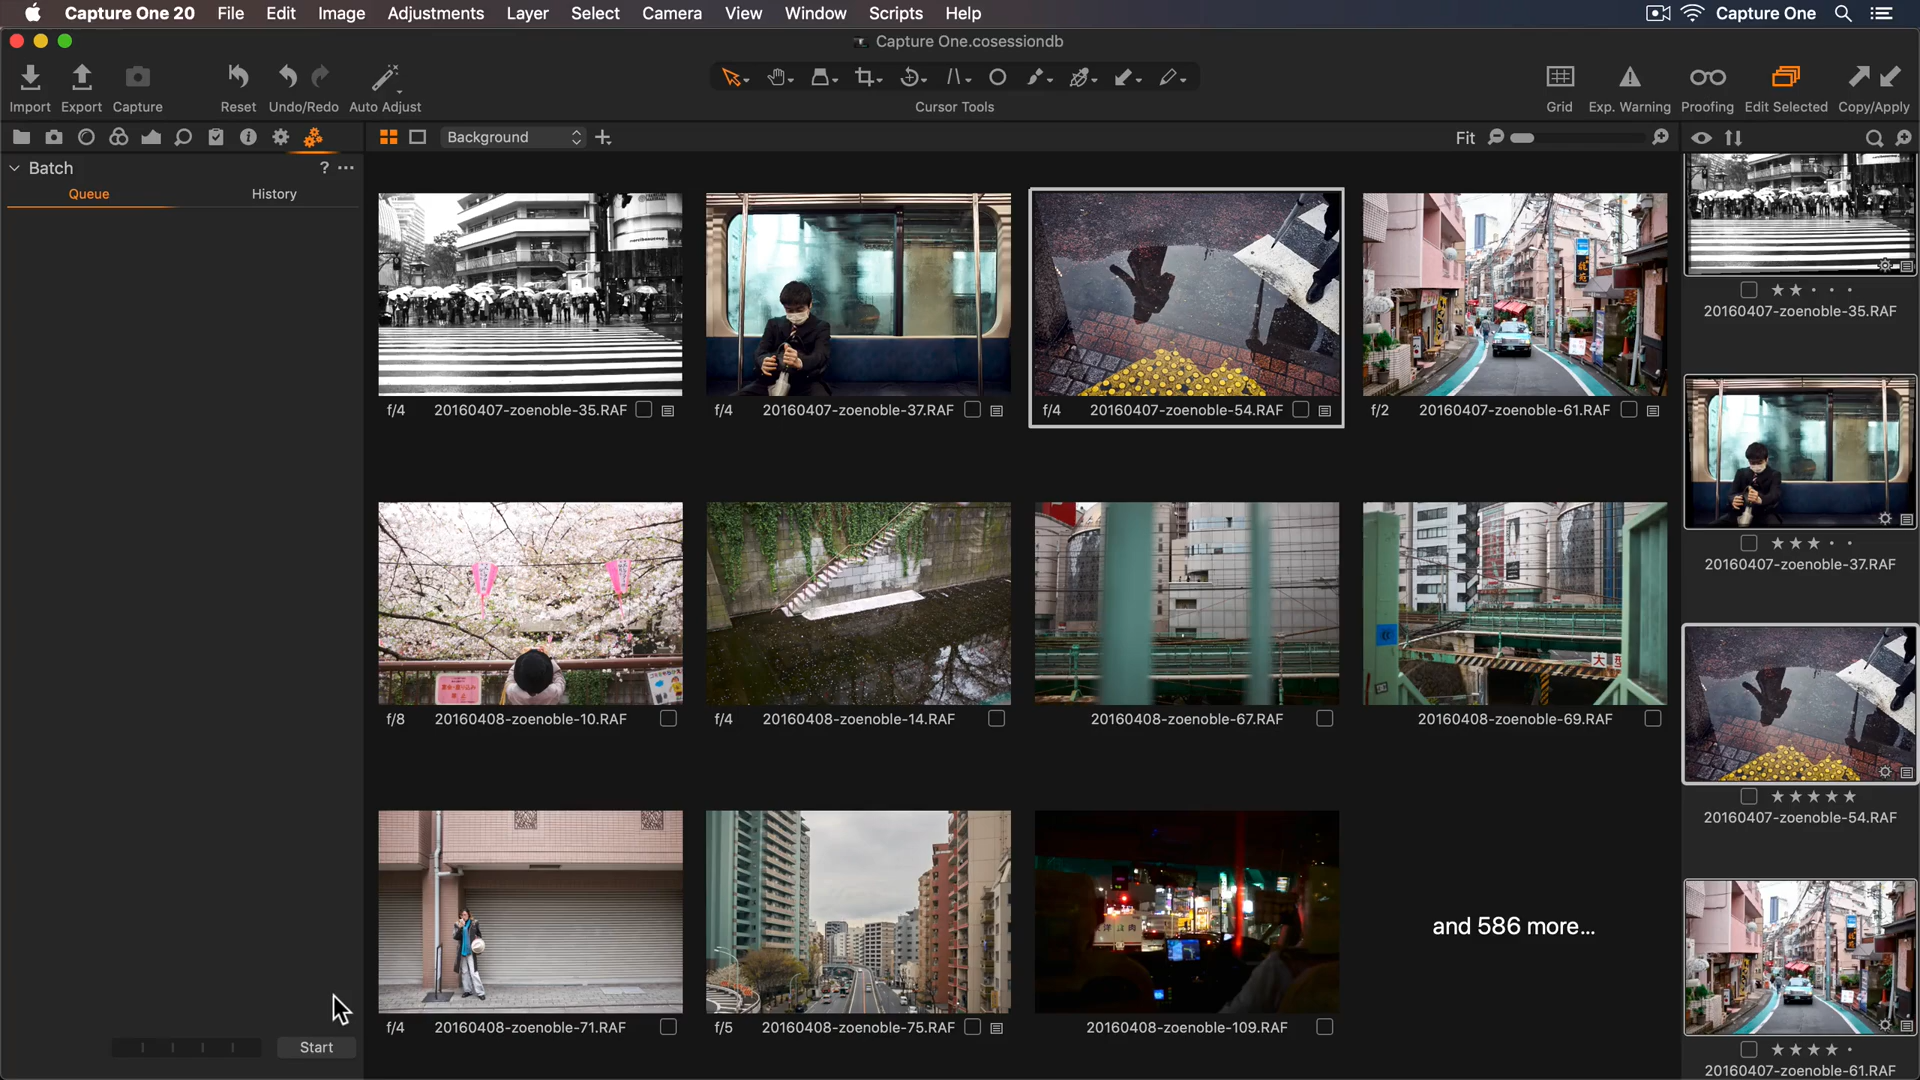 Capture One 20 File Edit Image Adjustments Layer Select Camera View Window Scripts Help Capture One
Capture One.cosessiondb
Import Export Capture Reset Undo/Redo Auto Adjust Cursor Tools Grid Exp. Warning Proofing Edit Selected Copy/Apply
Background Fit
Batch ?
Queue History
20160407-zoenoble-35.RAF
f/4 20160407-zoenoble-35.RAF f/4 20160407-zoenoble-37.RAF f/4 20160407-zoenoble-54.RAF f/2 20160407-zoenoble-61.RAF
20160407-zoenoble-37.RAF
f/8 20160408-zoenoble-10.RAF f/4 20160408-zoenoble-14.RAF 20160408-zoenoble-67.RAF 20160408-zoenoble-69.RAF
20160407-zoenoble-54.RAF
and 586 more...
f/4 20160408-zoenoble-71.RAF f/5 20160408-zoenoble-75.RAF 20160408-zoenoble-109.RAF
Start
20160407-zoenoble-61.RAF